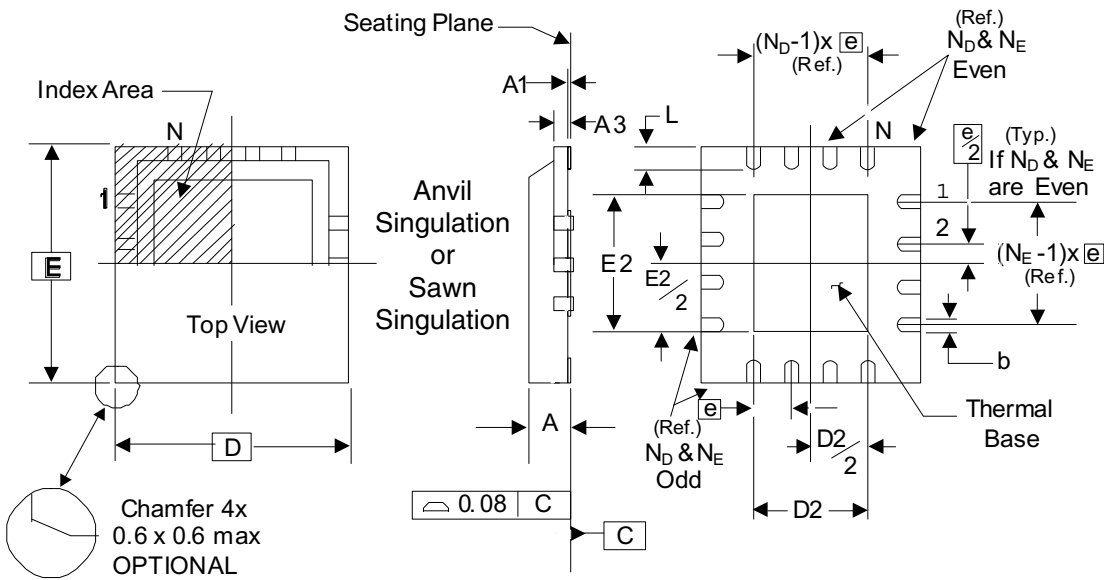 Seating Plane
(N_D-1)x e
(Ref.)
(Ref.)
N_D & N_E
Even
Index Area
A1
A3
L
N
N
e/2
(Typ.)
If N_D & N_E
are Even
1
1
2
Anvil
Singulation
or
Sawn
Singulation
E
E2
E2/2
(N_E-1)x e
(Ref.)
Top View
b
e
A
(Ref.)
N_D & N_E
Odd
D2/2
Thermal
Base
D
D2
0.08 C
C
Chamfer 4x
0.6 x 0.6 max
OPTIONAL